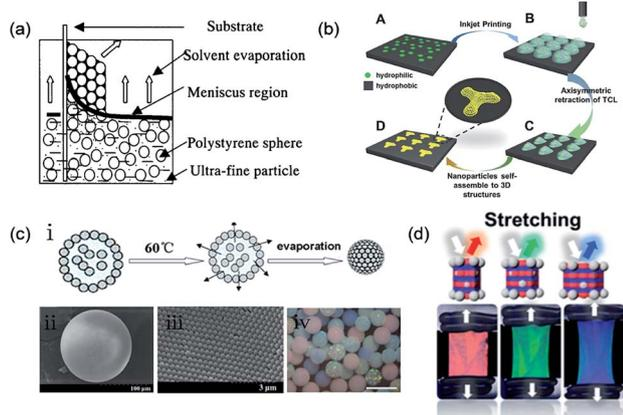 (a)
Substrate
Solvent evaporation
Meniscus region
Polystyrene sphere
Ultra-fine particle
(b)
A
Inkjet Printing
B
hydrophilic
hydrophobic
Axisymmetric
retraction of TCL
D
C
Nanoparticles self-
assemble to 3D
structures
(c)
i
60℃
evaporation
ii
100 μm
iii
3 μm
iv
(d)
Stretching